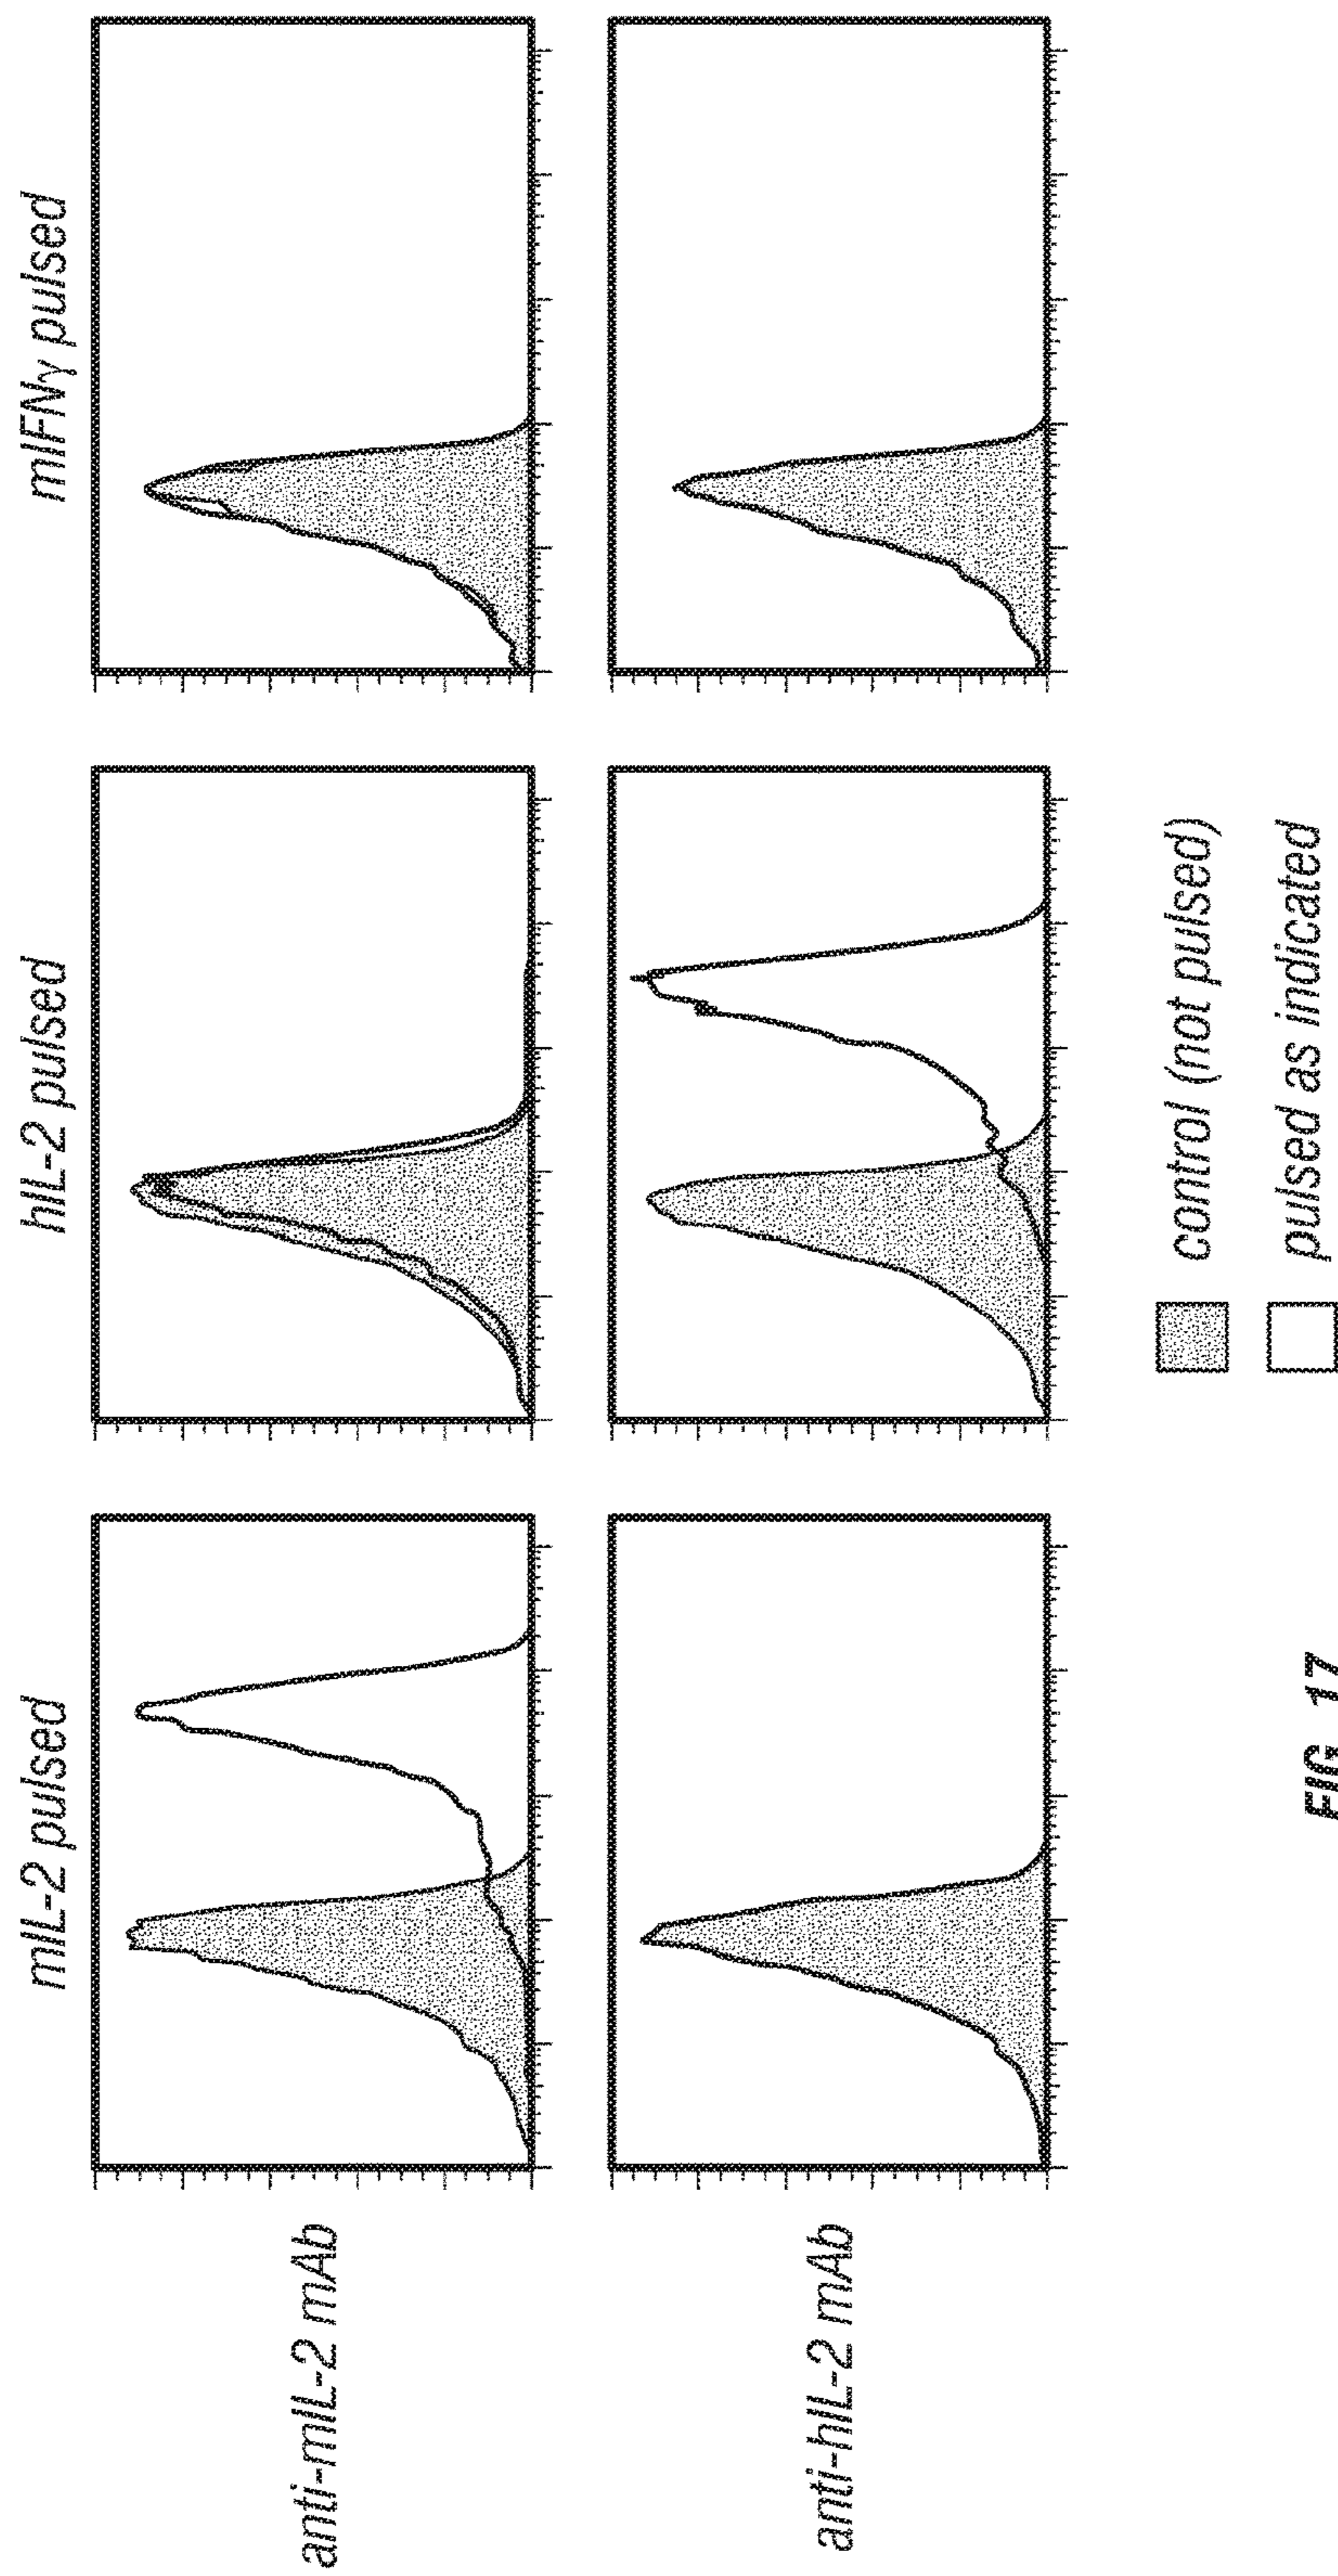 mIL-2 pulsed
hIL-2 pulsed
mIFNγ pulsed
anti-mIL-2 mAb
anti-hIL-2 mAb
control (not pulsed)
pulsed as indicated
FIG. 17